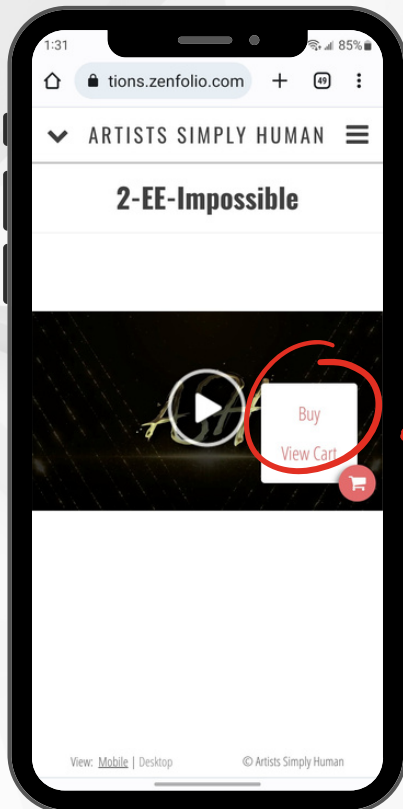 1:31 85%
tions.zenfolio.com 49
ARTISTS SIMPLY HUMAN
2-EE-Impossible
ASH
Buy
View Cart
View: Mobile | Desktop © Artists Simply Human